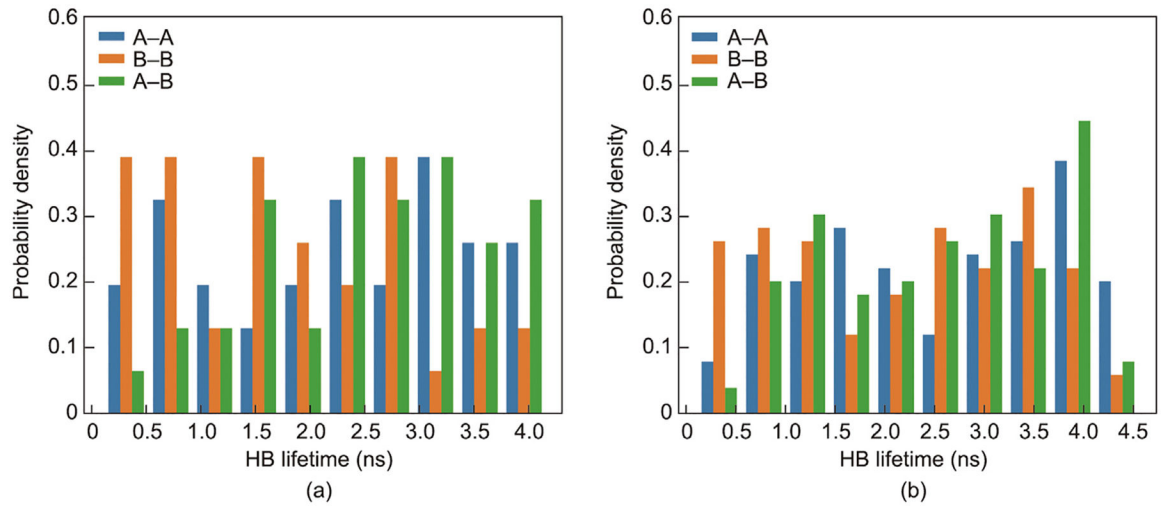 0.6
0.5
0.4
0.3
0.2
0.1
0
Probability density
A–A
B–B
A–B
0 0.5 1.0 1.5 2.0 2.5 3.0 3.5 4.0
HB lifetime (ns)
(a)
0.6
0.5
0.4
0.3
0.2
0.1
0
Probability density
A–A
B–B
A–B
0 0.5 1.0 1.5 2.0 2.5 3.0 3.5 4.0 4.5
HB lifetime (ns)
(b)